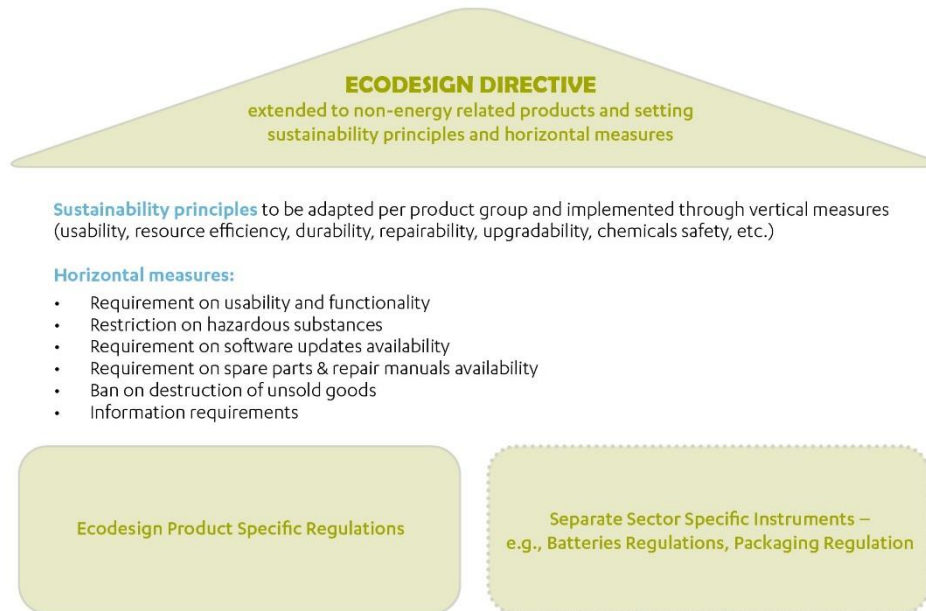 ECODESIGN DIRECTIVE
extended to non-energy related products and setting
sustainability principles and horizontal measures
Sustainability principles to be adapted per product group and implemented through vertical measures
(usability, resource efficiency, durability, repairability, upgradability, chemicals safety, etc.)
Horizontal measures:
• Requirement on usability and functionality
• Restriction on hazardous substances
• Requirement on software updates availability
• Requirement on spare parts & repair manuals availability
• Ban on destruction of unsold goods
• Information requirements
Ecodesign Product Specific Regulations
Separate Sector Specific Instruments –
e.g., Batteries Regulations, Packaging Regulation